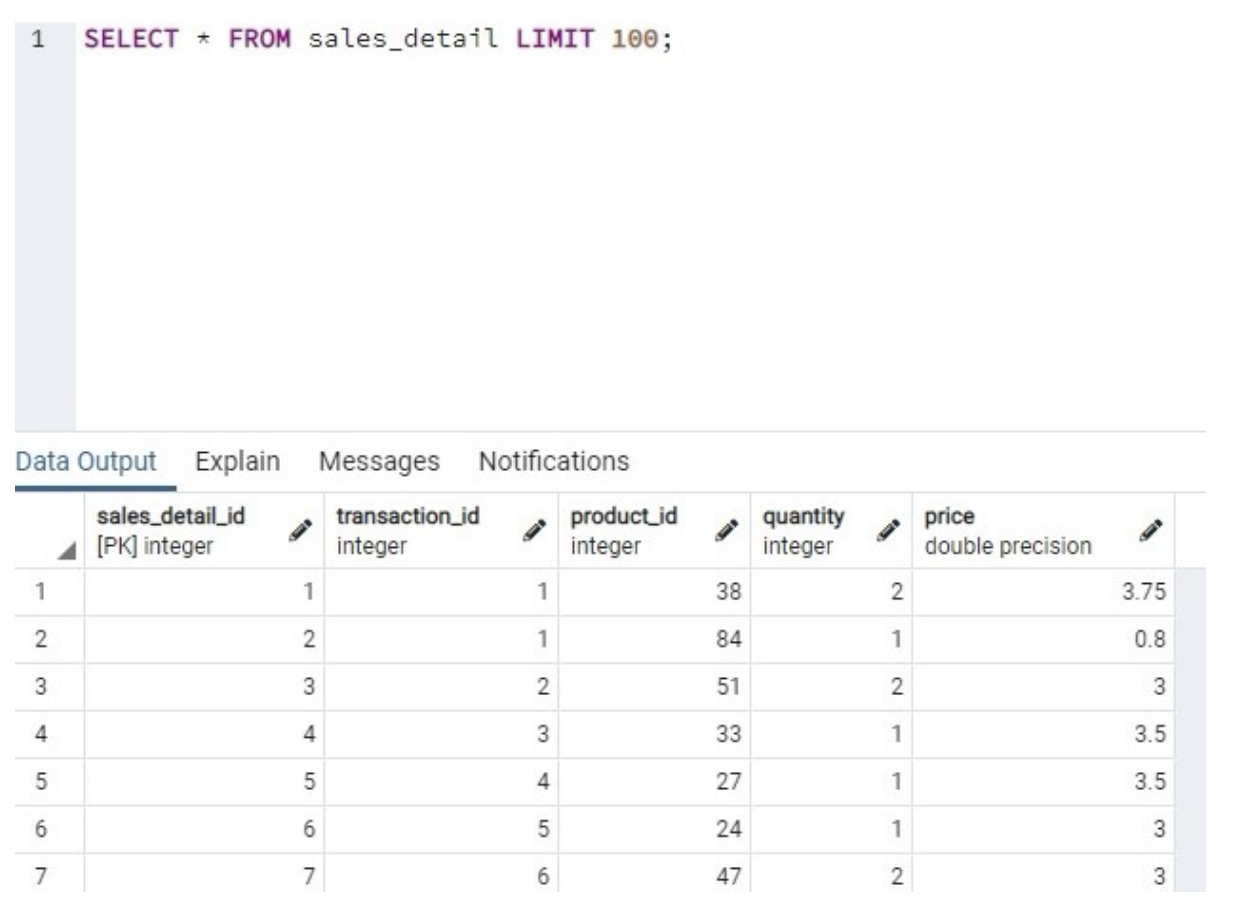 1 SELECT * FROM sales_detail LIMIT 100;
Data Output Explain Messages Notifications
sales_detail_id transaction_id product_id quantity price
[PK] integer integer integer integer double precision
1 1 1 38 2 3.75
2 2 1 84 1 0.8
3 3 2 51 2 3
4 4 3 33 1 3.5
5 5 4 27 1 3.5
6 6 5 24 1 3
7 7 6 47 2 3